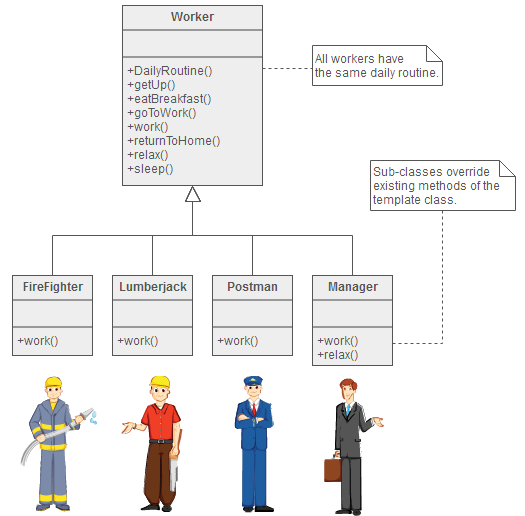 Worker
+DailyRoutine()
+getUp()
+eatBreakfast()
+goToWork()
+work()
+returnToHome()
+relax()
+sleep()
All workers have
the same daily routine.
Sub-classes override
existing methods of the
template class.
FireFighter
+work()
Lumberjack
+work()
Postman
+work()
Manager
+work()
+relax()